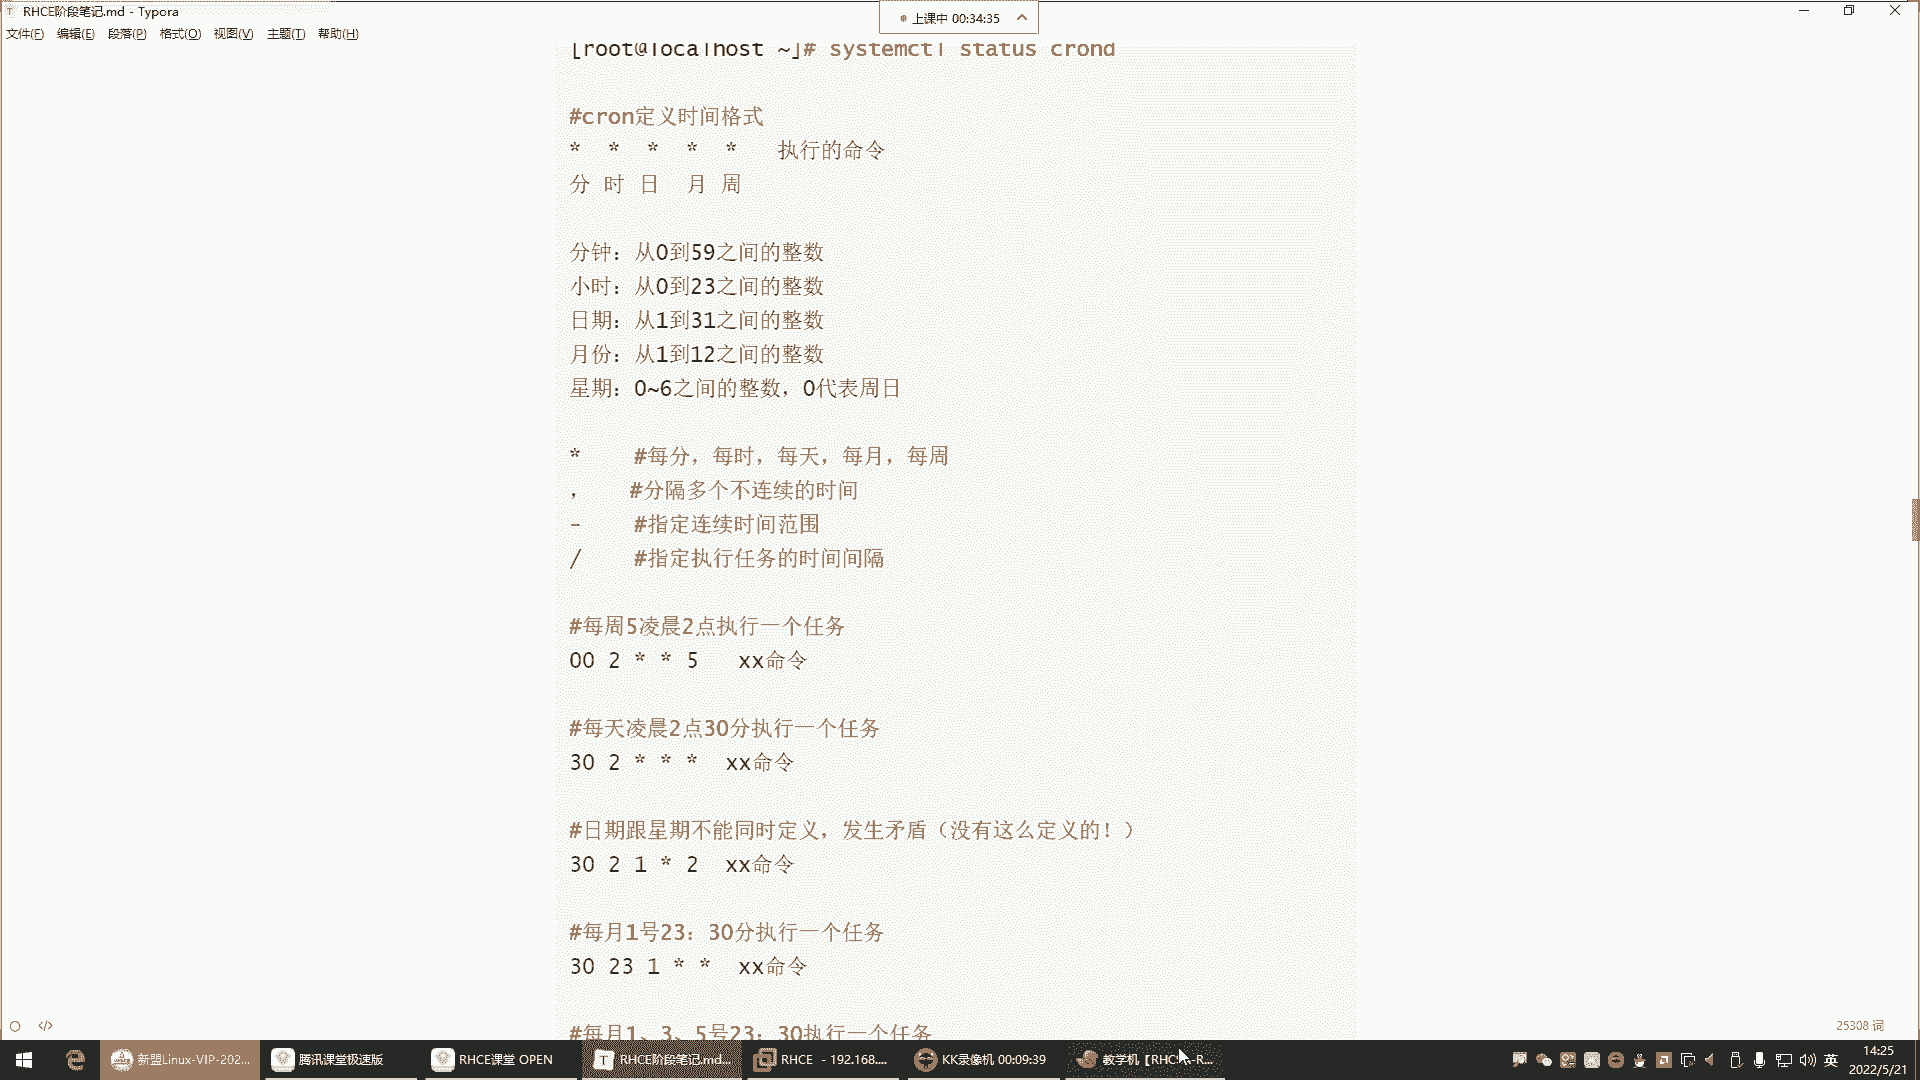 RHCE阶段笔记.md - Typora
上课中 00:34:35
文件(F) 编辑(E) 段落(P) 格式(O) 视图(V) 主题(T) 帮助(H)
[root@localhost ~]# systemctl status crond
#cron定义时间格式
* * * * * 执行的命令
分 时 日 月 周
分钟：从0到59之间的整数
小时：从0到23之间的整数
日期：从1到31之间的整数
月份：从1到12之间的整数
星期：0~6之间的整数，0代表周日
* #每分，每时，每天，每月，每周
， #分隔多个不连续的时间
- #指定连续时间范围
/ #指定执行任务的时间间隔
#每周5凌晨2点执行一个任务
00 2 * * 5 xx命令
#每天凌晨2点30分执行一个任务
30 2 * * * xx命令
#日期跟星期不能同时定义，发生矛盾（没有这么定义的！）
30 2 1 * 2 xx命令
#每月1号23：30分执行一个任务
30 23 1 * * xx命令
#每月1、3、5号23：30执行一个任务
25308 词
新盟Linux-VIP-202... 腾讯课堂极速版 RHCE课堂 OPEN RHCE阶段笔记.md... RHCE - 192.168.... KK录像机 00:09:39 教学机【RHC... -R... 英 14:25
2022/5/21